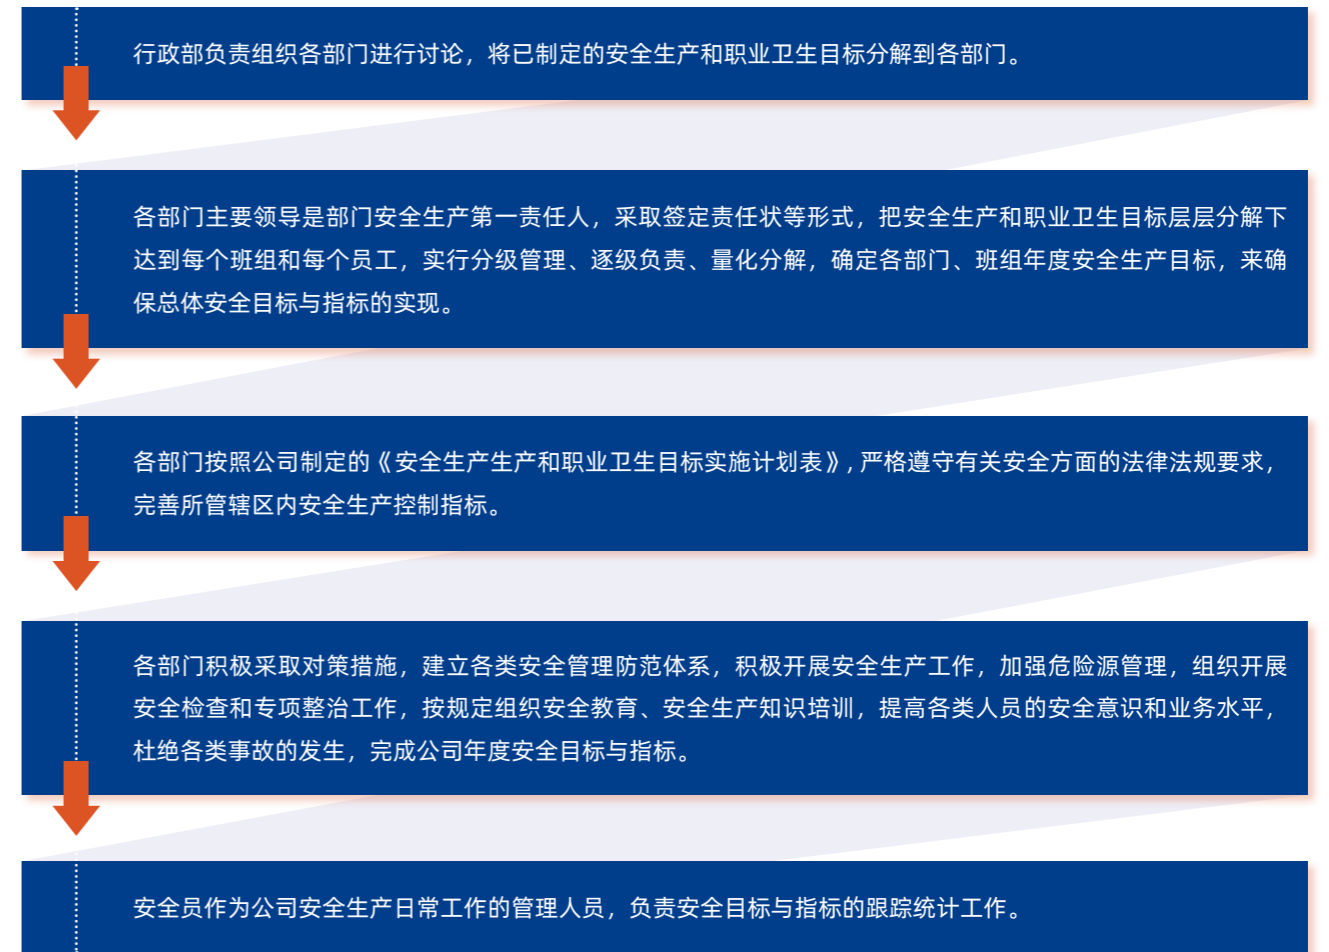 行政部负责组织各部门进行讨论，将已制定的安全生产和职业卫生目标分解到各部门。
各部门主要领导是部门安全生产第一责任人，采取签定责任状等形式，把安全生产和职业卫生目标层层分解下
达到每个班组和每个员工，实行分级管理、逐级负责、量化分解，确定各部门、班组年度安全生产目标，来确
保总体安全目标与指标的实现。
各部门按照公司制定的《安全生产生产和职业卫生目标实施计划表》，严格遵守有关安全方面的法律法规要求，
完善所管辖区内安全生产控制指标。
各部门积极采取对策措施，建立各类安全管理防范体系，积极开展安全生产工作，加强危险源管理，组织开展
安全检查和专项整治工作，按规定组织安全教育、安全生产知识培训，提高各类人员的安全意识和业务水平，
杜绝各类事故的发生，完成公司年度安全目标与指标。
安全员作为公司安全生产日常工作的管理人员，负责安全目标与指标的跟踪统计工作。